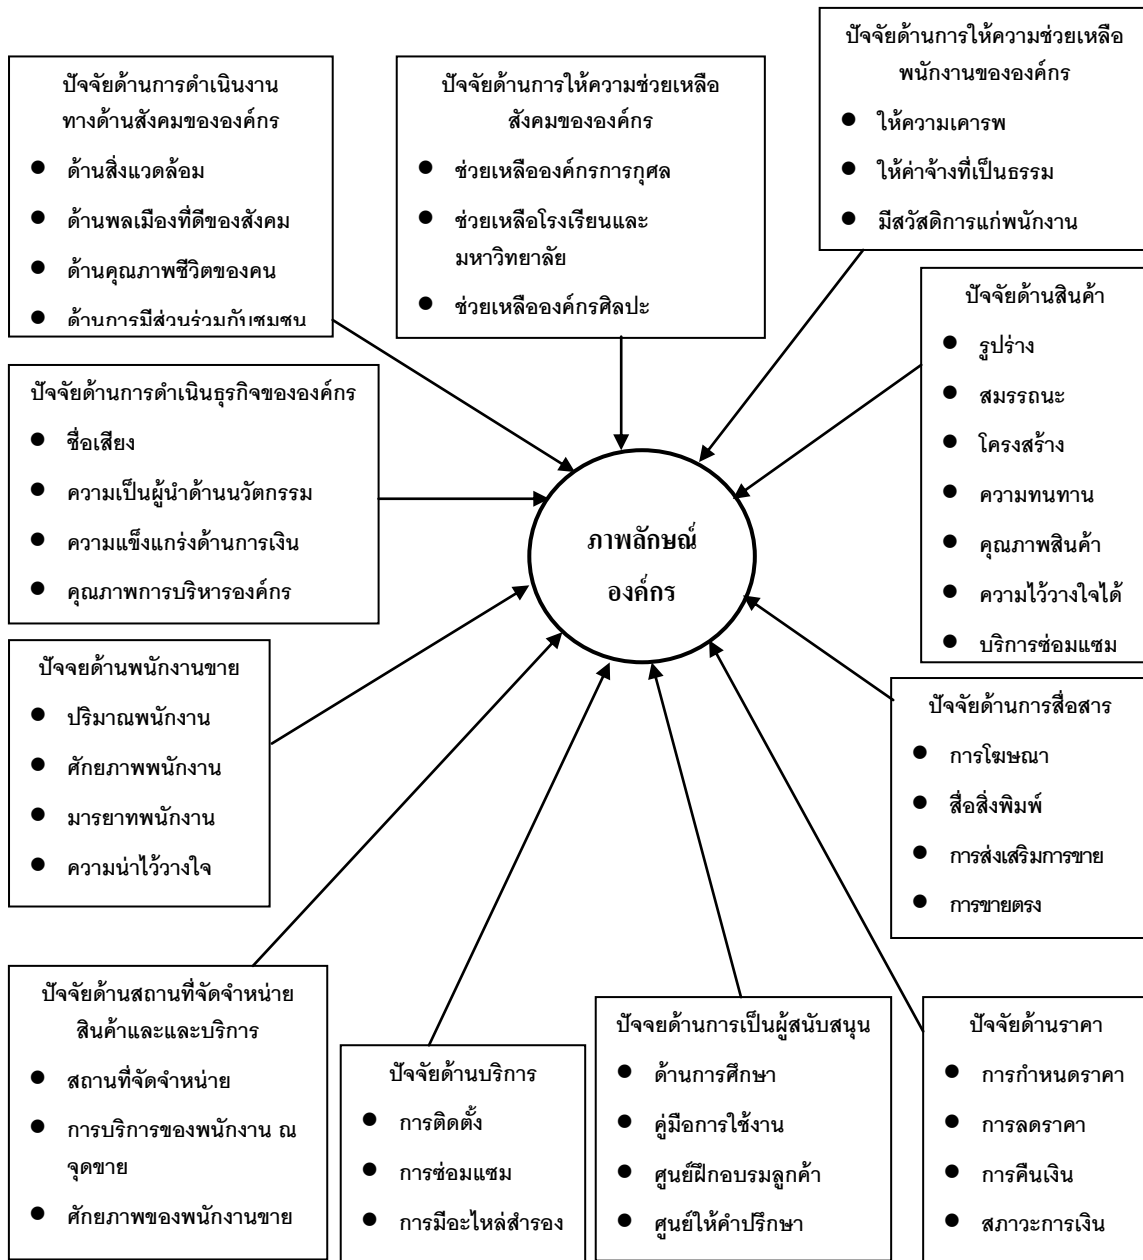 ปัจจัยด้านการดำเนินงาน
ทางด้านสังคมขององค์กร
● ด้านสิ่งแวดล้อม
● ด้านพลเมืองที่ดีของสังคม
● ด้านคุณภาพชีวิตของคน
● ด้านการมีส่วนร่วมกับชุมชน
ปัจจัยด้านการให้ความช่วยเหลือ
สังคมขององค์กร
● ช่วยเหลือองค์กรการกุศล
● ช่วยเหลือโรงเรียนและ
มหาวิทยาลัย
● ช่วยเหลือองค์กรศิลปะ
ปัจจัยด้านการให้ความช่วยเหลือ
พนักงานขององค์กร
● ให้ความเคารพ
● ให้ค่าจ้างที่เป็นธรรม
● มีสวัสดิการแก่พนักงาน
ปัจจัยด้านการดำเนินธุรกิจขององค์กร
● ชื่อเสียง
● ความเป็นผู้นำด้านนวัตกรรม
● ความแข็งแกร่งด้านการเงิน
● คุณภาพการบริหารองค์กร
ภาพลักษณ์
องค์กร
ปัจจัยด้านสินค้า
● รูปร่าง
● สมรรถนะ
● โครงสร้าง
● ความทนทาน
● คุณภาพสินค้า
● ความไว้วางใจได้
● บริการซ่อมแซม
ปัจจยด้านพนักงานขาย
● ปริมาณพนักงาน
● ศักยภาพพนักงาน
● มารยาทพนักงาน
● ความน่าไว้วางใจ
ปัจจัยด้านการสื่อสาร
● การโฆษณา
● สื่อสิ่งพิมพ์
● การส่งเสริมการขาย
● การขายตรง
ปัจจัยด้านสถานที่จัดจำหน่าย
สินค้าและและบริการ
● สถานที่จัดจำหน่าย
● การบริการของพนักงาน ณ
จุดขาย
● ศักยภาพของพนักงานขาย
ปัจจัยด้านบริการ
● การติดตั้ง
● การซ่อมแซม
● การมีอะไหล่สำรอง
ปัจจยด้านการเป็นผู้สนับสนุน
● ด้านการศึกษา
● คู่มือการใช้งาน
● ศูนย์ฝึกอบรมลูกค้า
● ศูนย์ให้คำปรึกษา
ปัจจัยด้านราคา
● การกำหนดราคา
● การลดราคา
● การคืนเงิน
● สภาวะการเงิน